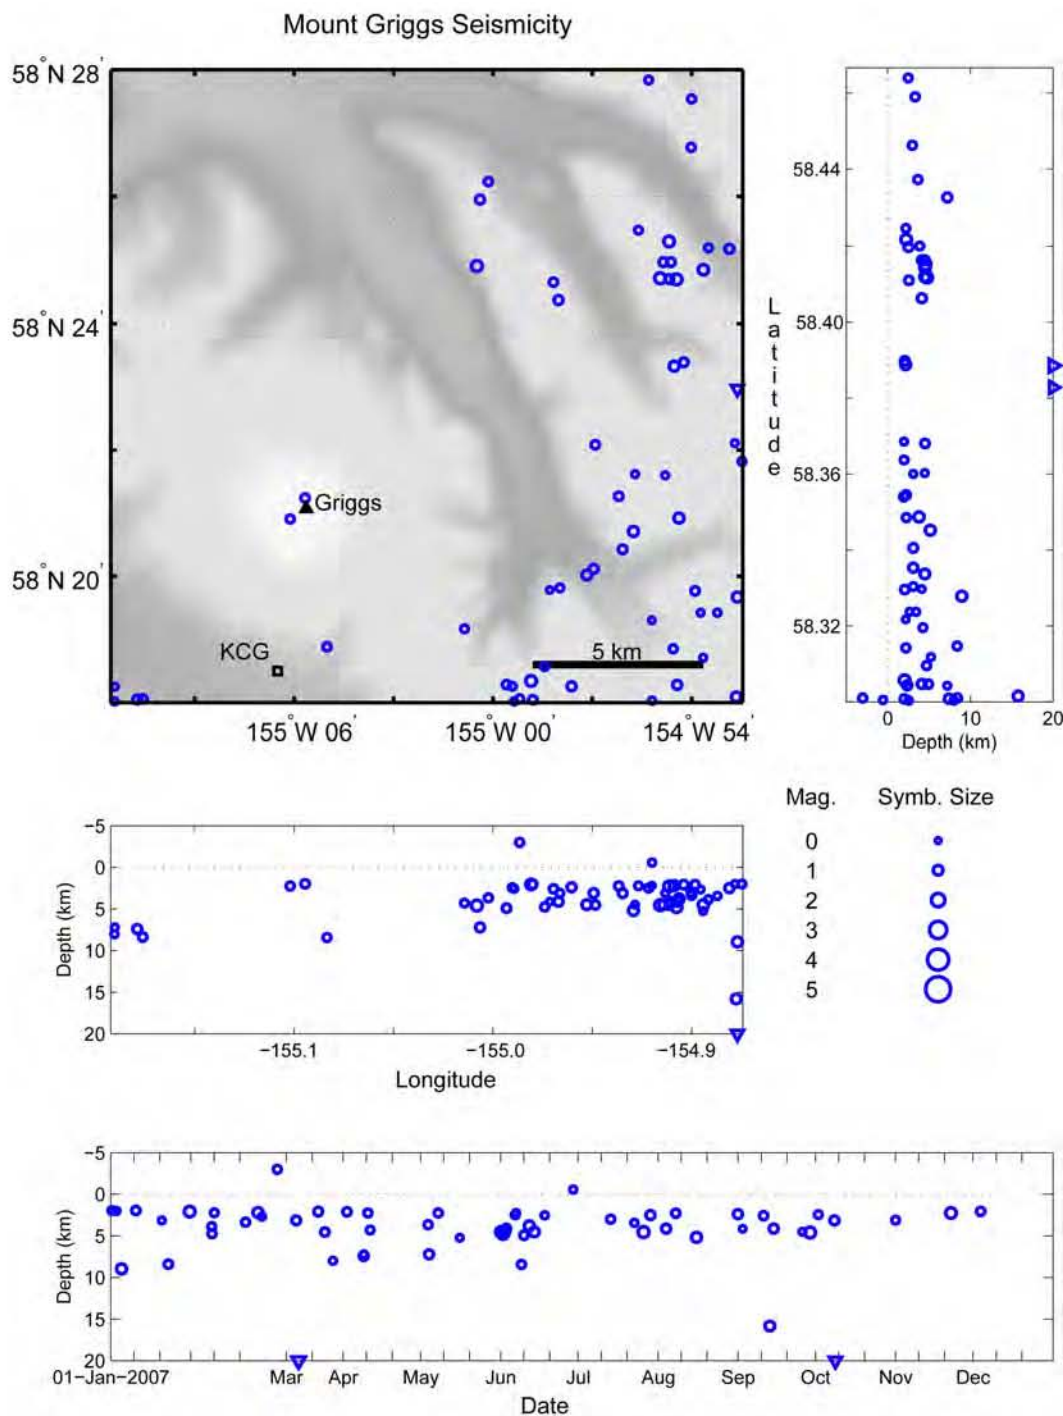 Mount Griggs Seismicity
58°N 28'
58°N 24'
58°N 20'
Griggs
KCG
5 km
155°W 06'
155°W 00'
154°W 54'
Latitude
58.44
58.40
58.36
58.32
0 10 20
Depth (km)
Mag. Symb. Size
0
1
2
3
4
5
−5
0
5
10
15
20
Depth (km)
−155.1 −155.0 −154.9
Longitude
−5
0
5
10
15
20
Depth (km)
01−Jan−2007 Mar Apr May Jun Jul Aug Sep Oct Nov Dec
Date